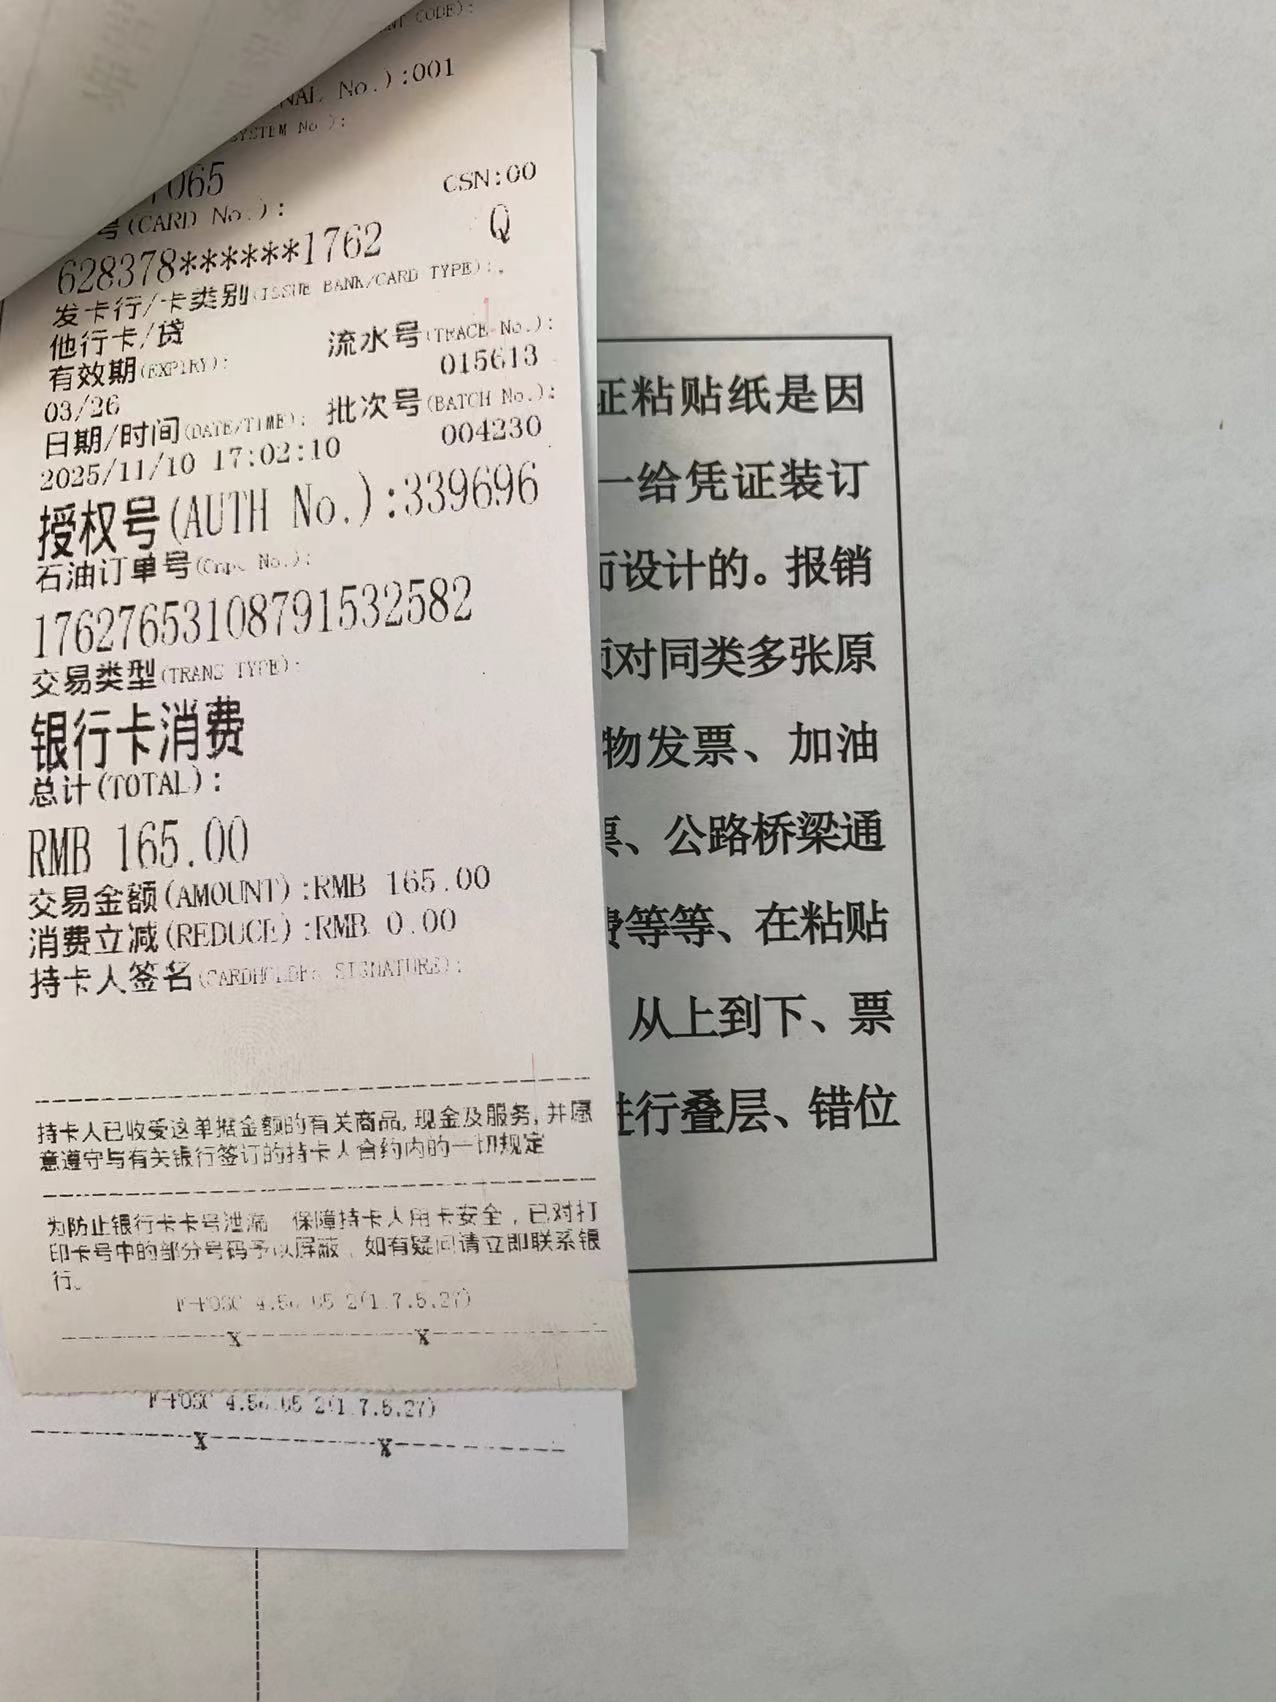 No.):001
SYSTEM No.):
065
CSN:00
号(CARD No.):
628378******1762
Q
发卡行/卡类别(ISSUE BANK/CARD TYPE):
他行卡/贷
流水号(TRACE No.):
有效期(EXPIRY):
015613
03/26
批次号(BATCH No.):
日期/时间(DATE/TIME):
004230
2025/11/10 17:02:10
授权号(AUTH No.):339696
石油订单号(Cnpc No.):
17627653108791532582
交易类型(TRANS TYPE):
银行卡消费
总计(TOTAL):
RMB 165.00
交易金额(AMOUNT):RMB 165.00
消费立减(REDUCE):RMB 0.00
持卡人签名(CARDHOLDER SIGNATURE):
持卡人已收受这单据金额的有关商品,现金及服务,并愿
意遵守与有关银行签订的持卡人合约内的一切规定
为防止银行卡卡号泄漏 保障持卡人用卡安全,已对打
印卡号中的部分号码予以屏蔽,如有疑问请立即联系银
行。
X X
X X
证粘贴纸是因
一给凭证装订
而设计的。报销
对同类多张原
物发票、加油
票、公路桥梁通
费等等、在粘贴
从上到下、票
进行叠层、错位